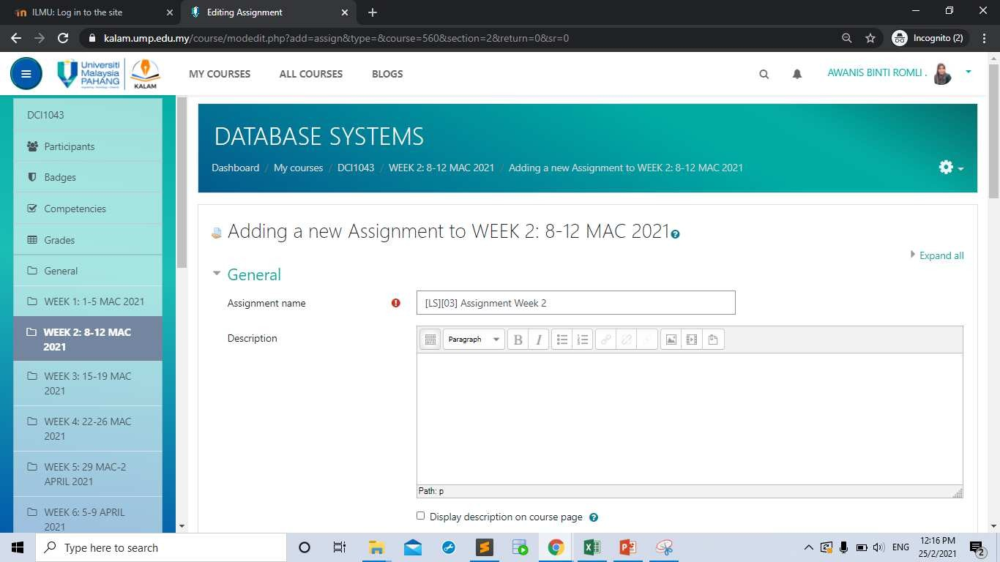 ILMU: Log in to the site
Editing Assignment
kalam.ump.edu.my/course/modedit.php?add=assign&type=&course=560&section=2&return=0&sr=0
Incognito (2)
Universiti
Malaysia
PAHANG
KALAM
MY COURSES
ALL COURSES
BLOGS
AWANIS BINTI ROMLI .
DCI1043
Participants
Badges
Competencies
Grades
General
WEEK 1: 1-5 MAC 2021
WEEK 2: 8-12 MAC
2021
WEEK 3: 15-19 MAC
2021
WEEK 4: 22-26 MAC
2021
WEEK 5: 29 MAC-2
APRIL 2021
WEEK 6: 5-9 APRIL
2021
DATABASE SYSTEMS
Dashboard / My courses / DCI1043 / WEEK 2: 8-12 MAC 2021 / Adding a new Assignment to WEEK 2: 8-12 MAC 2021
Adding a new Assignment to WEEK 2: 8-12 MAC 2021
Expand all
General
Assignment name
[LS][03] Assignment Week 2
Description
Paragraph
B
I
Path: p
Display description on course page
Type here to search
ENG
12:16 PM
25/2/2021
2